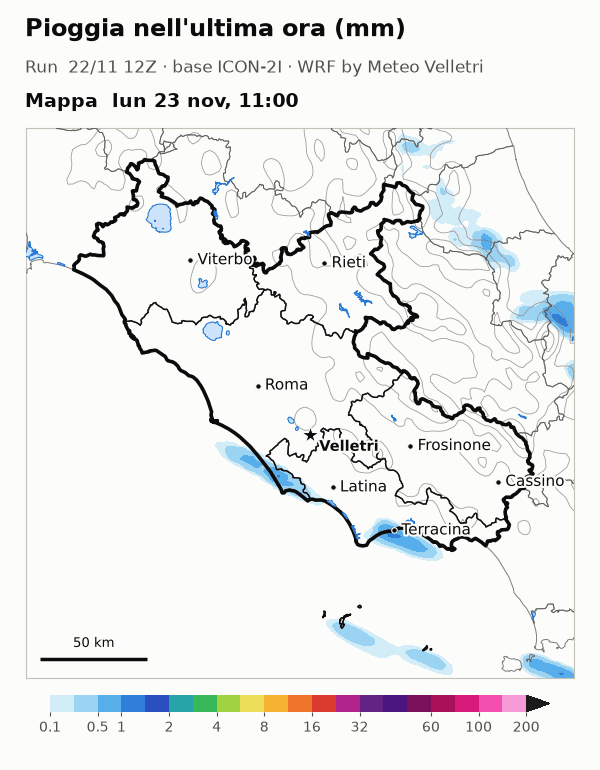 Pioggia nell'ultima ora (mm)
Run 22/11 12Z · base ICON-2I · WRF by Meteo Velletri
Mappa lun 23 nov, 11:00
Viterbo
Rieti
Roma
Velletri
Frosinone
Latina
Cassino
Terracina
50 km
0.1 0.5 1 2 4 8 16 32 60 100 200